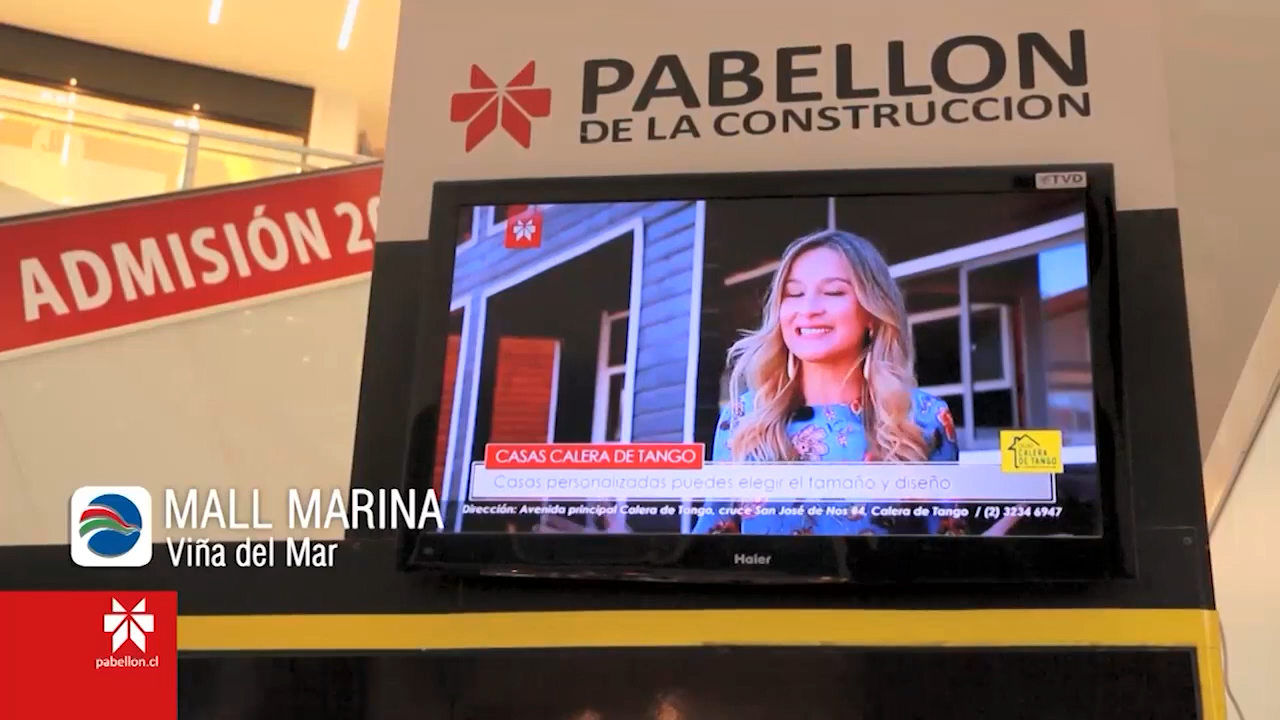 PABELLON
DE LA CONSTRUCCION
ADMISIÓN 20
TVD
CASAS CALERA DE TANGO
Casas personalizadas puedes elegir el tamaño y diseño
Dirección: Avenida principal Calera de Tango, cruce San José de Nos #4, Calera de Tango / (2) 3234 6947
CALERA
DE TANGO
Haier
MALL MARINA
Viña del Mar
pabellon.cl